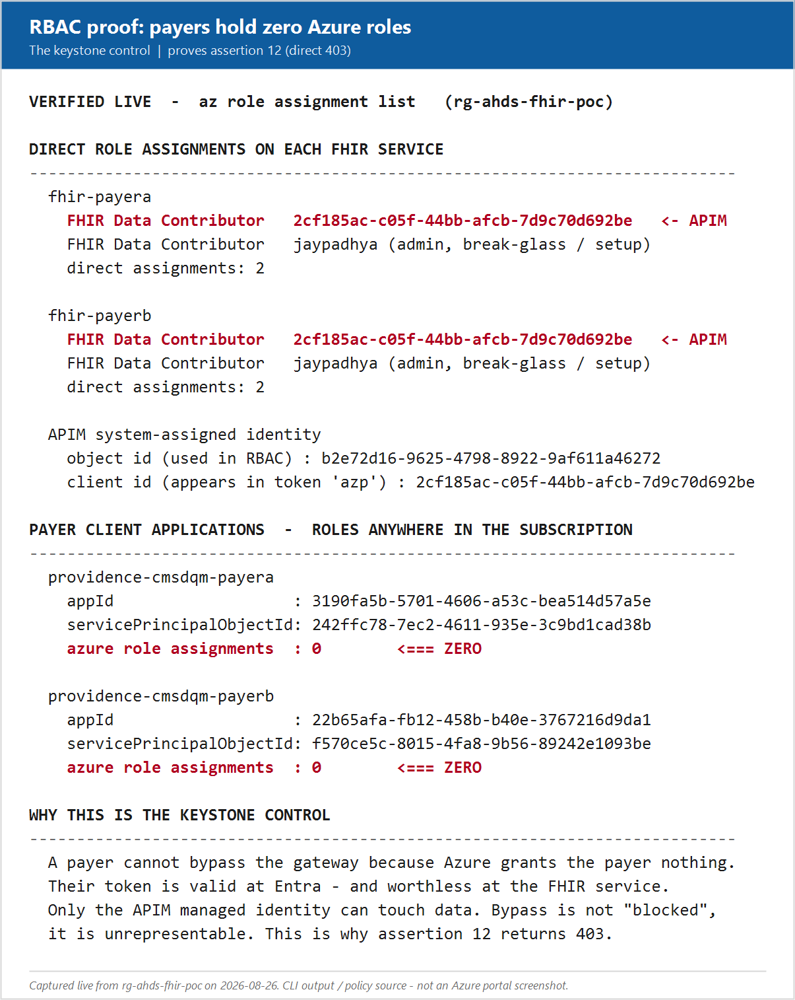 RBAC proof: payers hold zero Azure roles
The keystone control | proves assertion 12 (direct 403)
VERIFIED LIVE - az role assignment list (rg-ahds-fhir-poc)
DIRECT ROLE ASSIGNMENTS ON EACH FHIR SERVICE
---------------------------------------------------------------------------
fhir-payera
FHIR Data Contributor 2cf185ac-c05f-44bb-afcb-7d9c70d692be <- APIM
FHIR Data Contributor jaypadhya (admin, break-glass / setup)
direct assignments: 2
fhir-payerb
FHIR Data Contributor 2cf185ac-c05f-44bb-afcb-7d9c70d692be <- APIM
FHIR Data Contributor jaypadhya (admin, break-glass / setup)
direct assignments: 2
APIM system-assigned identity
object id (used in RBAC) : b2e72d16-9625-4798-8922-9af611a46272
client id (appears in token 'azp') : 2cf185ac-c05f-44bb-afcb-7d9c70d692be
PAYER CLIENT APPLICATIONS - ROLES ANYWHERE IN THE SUBSCRIPTION
---------------------------------------------------------------------------
providence-cmsdqm-payera
appId : 3190fa5b-5701-4606-a53c-bea514d57a5e
servicePrincipalObjectId: 242ffc78-7ec2-4611-935e-3c9bd1cad38b
azure role assignments : 0 <=== ZERO
providence-cmsdqm-payerb
appId : 22b65afa-fb12-458b-b40e-3767216d9da1
servicePrincipalObjectId: f570ce5c-8015-4fa8-9b56-89242e1093be
azure role assignments : 0 <=== ZERO
WHY THIS IS THE KEYSTONE CONTROL
---------------------------------------------------------------------------
A payer cannot bypass the gateway because Azure grants the payer nothing.
Their token is valid at Entra - and worthless at the FHIR service.
Only the APIM managed identity can touch data. Bypass is not "blocked",
it is unrepresentable. This is why assertion 12 returns 403.
Captured live from rg-ahds-fhir-poc on 2026-08-26. CLI output / policy source - not an Azure portal screenshot.